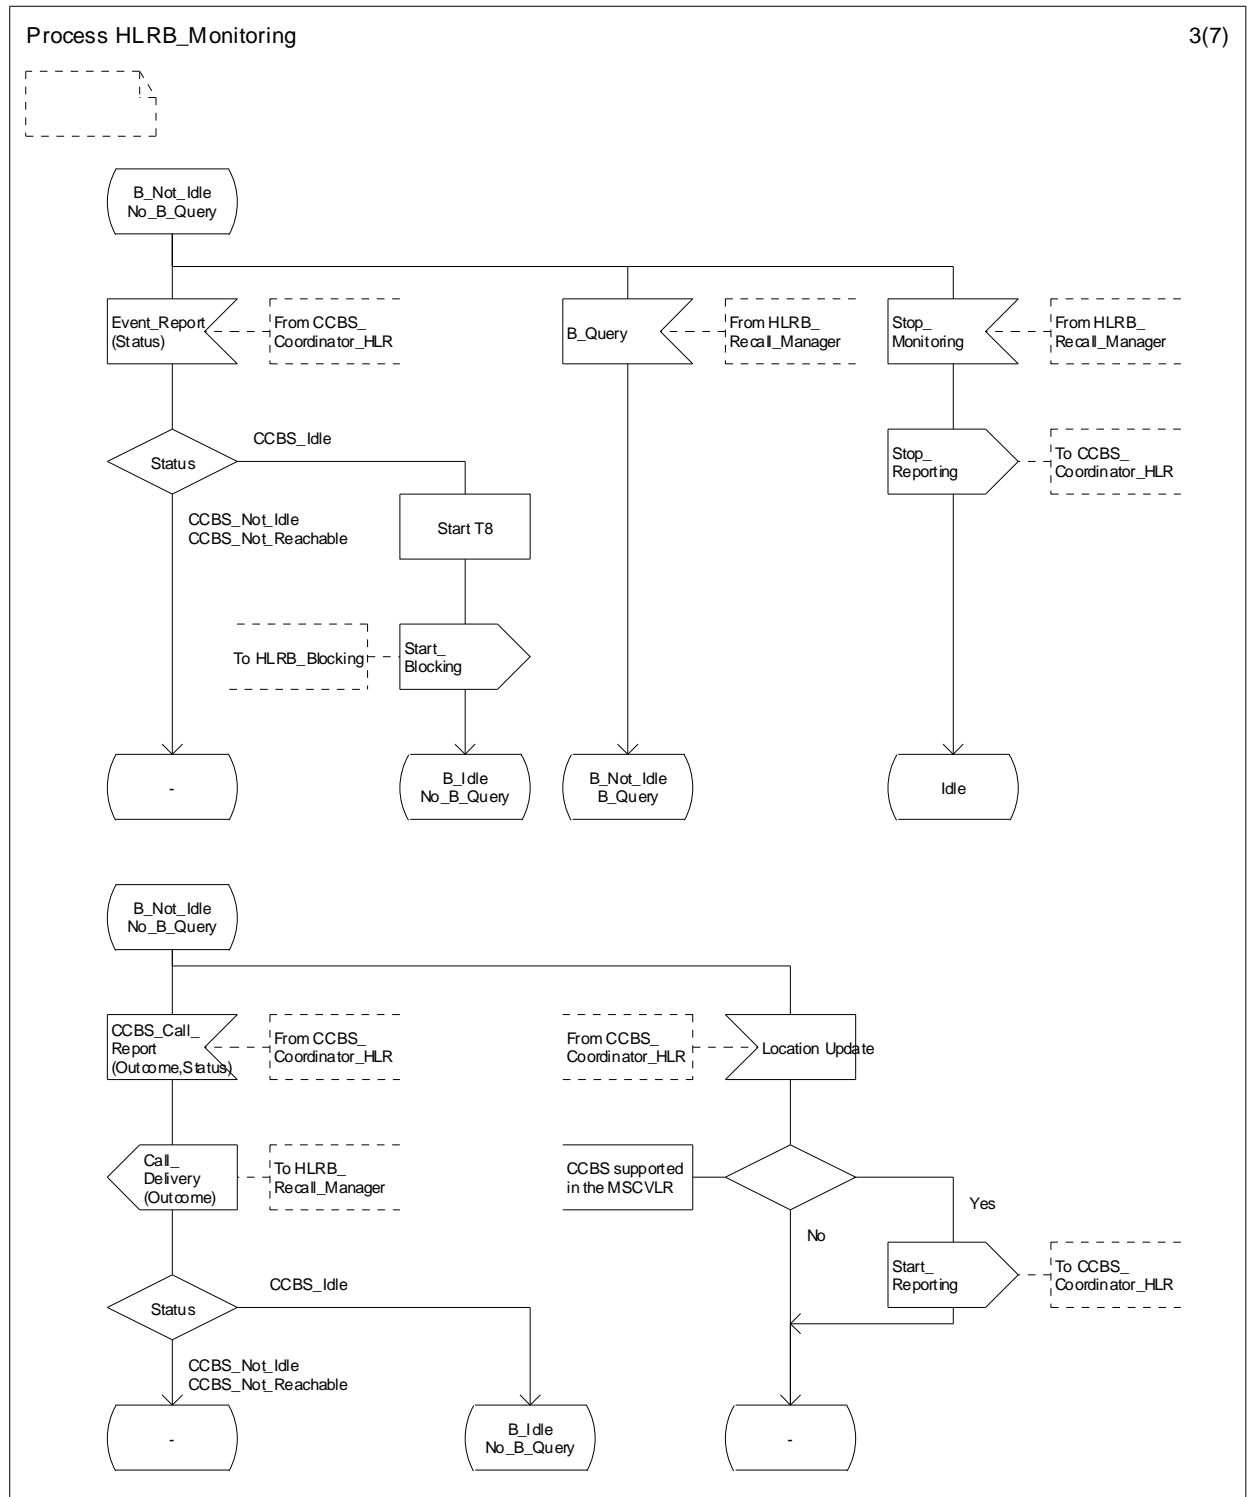 Process HLRB_Monitoring
3(7)
B_Not_Idle
No_B_Query
Event_Report
(Status)
From CCBS_
Coordinator_HLR
B_Query
From HLRB_
Recall_Manager
Stop_
Monitoring
From HLRB_
Recall_Manager
Status
CCBS_Idle
Stop_
Reporting
To CCBS_
Coordinator_HLR
CCBS_Not_Idle
CCBS_Not_Reachable
Start T8
To HLRB_Blocking
Start_
Blocking
-
B_Idle
No_B_Query
B_Not_Idle
B_Query
Idle
B_Not_Idle
No_B_Query
CCBS_Call_
Report
(Outcome,Status)
From CCBS_
Coordinator_HLR
From CCBS_
Coordinator_HLR
Location Update
Call_
Delivery
(Outcome)
To HLRB_
Recall_Manager
CCBS supported
in the MSCVLR
Yes
No
Start_
Reporting
To CCBS_
Coordinator_HLR
Status
CCBS_Idle
CCBS_Not_Idle
CCBS_Not_Reachable
-
B_Idle
No_B_Query
-